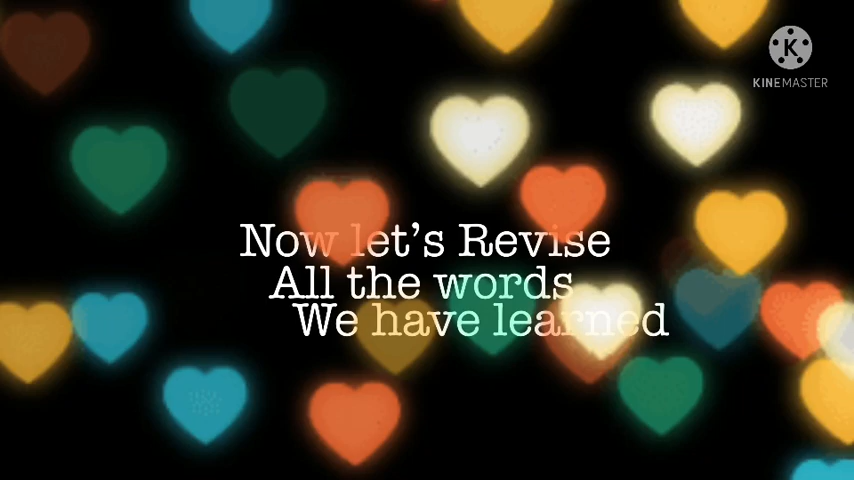 K
KINEMASTER
Now let's Revise
All the words
We have learned